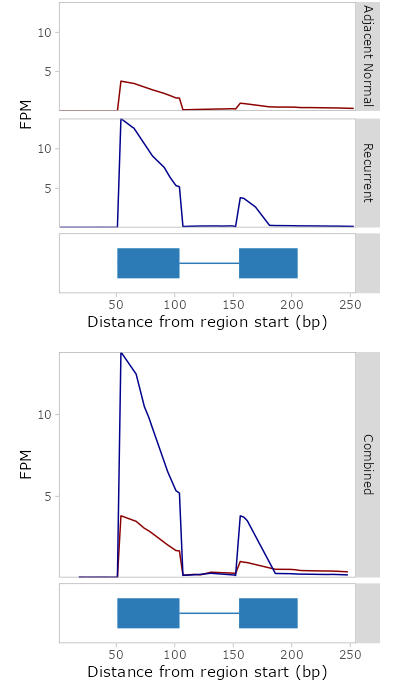 10
5
Adjacent Normal
FPM
10
5
Recurrent
50 100 150 200 250
Distance from region start (bp)
10
5
FPM
Combined
50 100 150 200 250
Distance from region start (bp)